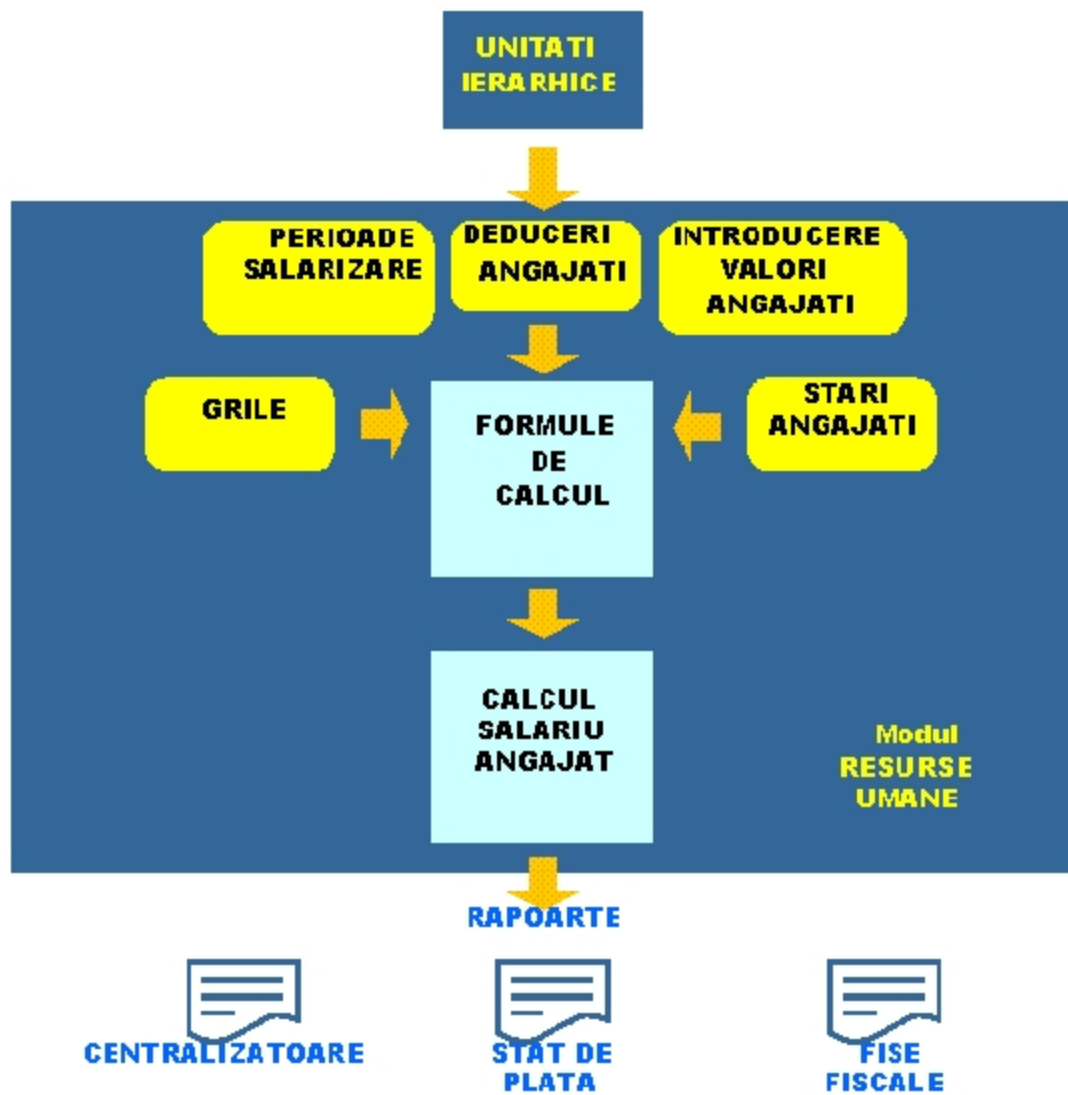 UNITATI
IERARHICE
PERIOADE
SALARIZARE
DEDUCERI
ANGAJATI
INTRODUCERE
VALORI
ANGAJATI
GRILE
FORMULE
DE
CALCUL
STARI
ANGAJATI
CALCUL
SALARIU
ANGAJAT
Modul
RESURSE
UMANE
RAPOARTE
CENTRALIZATOARE
STAT DE
PLATA
FISE
FISCALE